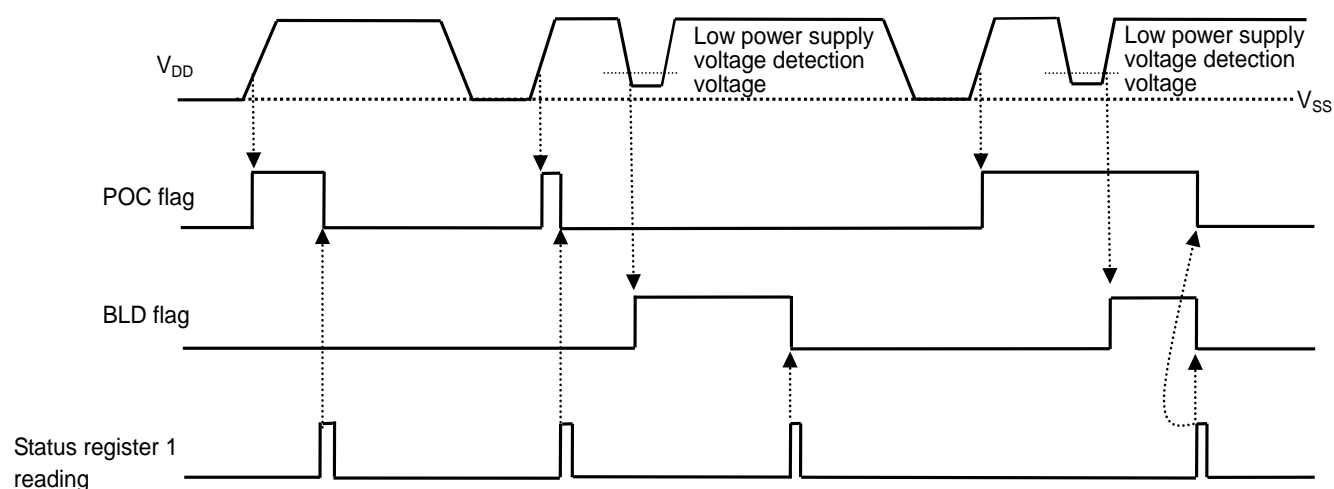 Low power supply
voltage detection
voltage
Low power supply
voltage detection
voltage
VDD
VSS
POC flag
BLD flag
Status register 1
reading